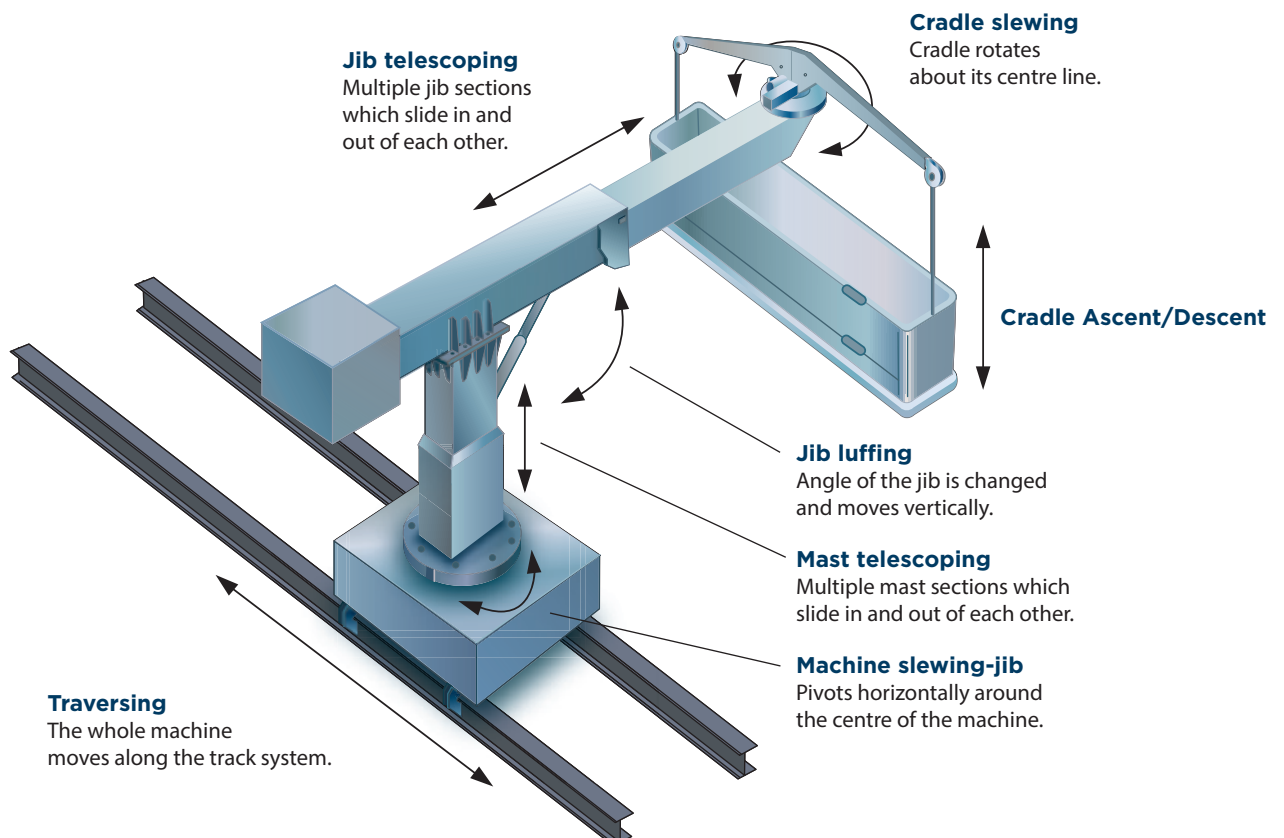 Cradle slewing
Cradle rotates
about its centre line.
Jib telescoping
Multiple jib sections
which slide in and
out of each other.
Cradle Ascent/Descent
Jib luffing
Angle of the jib is changed
and moves vertically.
Mast telescoping
Multiple mast sections which
slide in and out of each other.
Machine slewing-jib
Pivots horizontally around
the centre of the machine.
Traversing
The whole machine
moves along the track system.